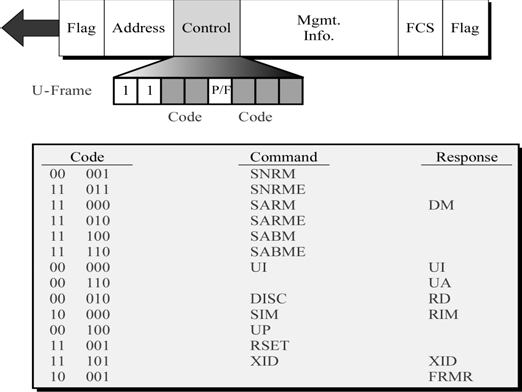 Flag Address Control Mgmt. Info. FCS Flag
U-Frame 1 1 P/F
Code Code
Code Command Response
00 001 SNRM
11 011 SNRME
11 000 SARM DM
11 010 SARME
11 100 SABM
11 110 SABME
00 000 UI UI
00 110 UA
00 010 DISC RD
10 000 SIM RIM
00 100 UP
11 001 RSET
11 101 XID XID
10 001 FRMR